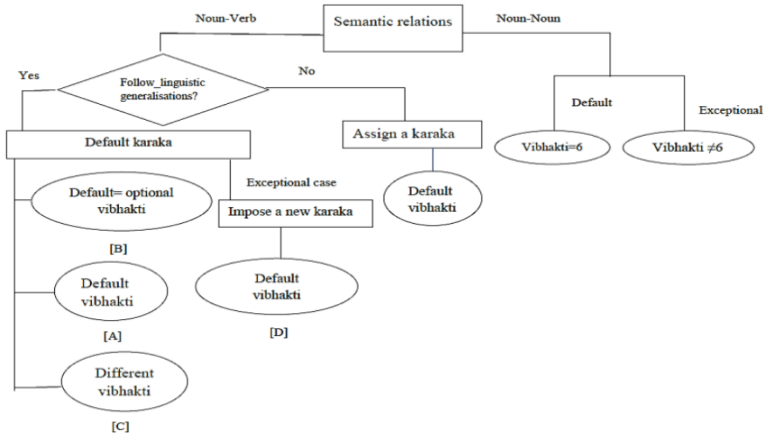 Semantic relations
Noun-Verb
Noun-Noun
Yes
Follow_linguistic
generalisations?
No
Default
Exceptional
Default karaka
Assign a karaka
Vibhakti=6
Vibhakti ≠6
Default= optional
vibhakti
[B]
Exceptional case
Impose a new karaka
Default
vibhakti
Default
vibhakti
[A]
Default
vibhakti
[D]
Different
vibhakti
[C]